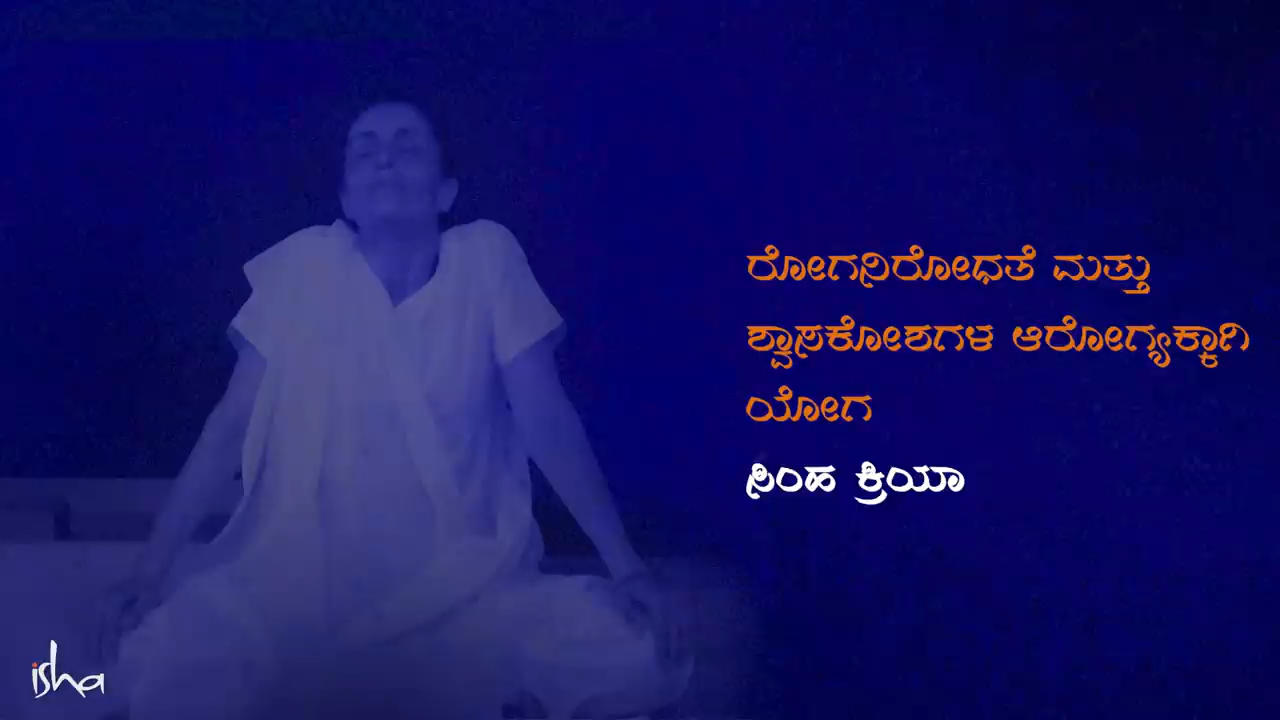 ರೋಗನಿರೋಧತೆ ಮತ್ತು
ಶ್ವಾಸಕೋಶಗಳ ಆರೋಗ್ಯಕ್ಕಾಗಿ
ಯೋಗ
ಸಿಂಹ ಕ್ರಿಯಾ
isha